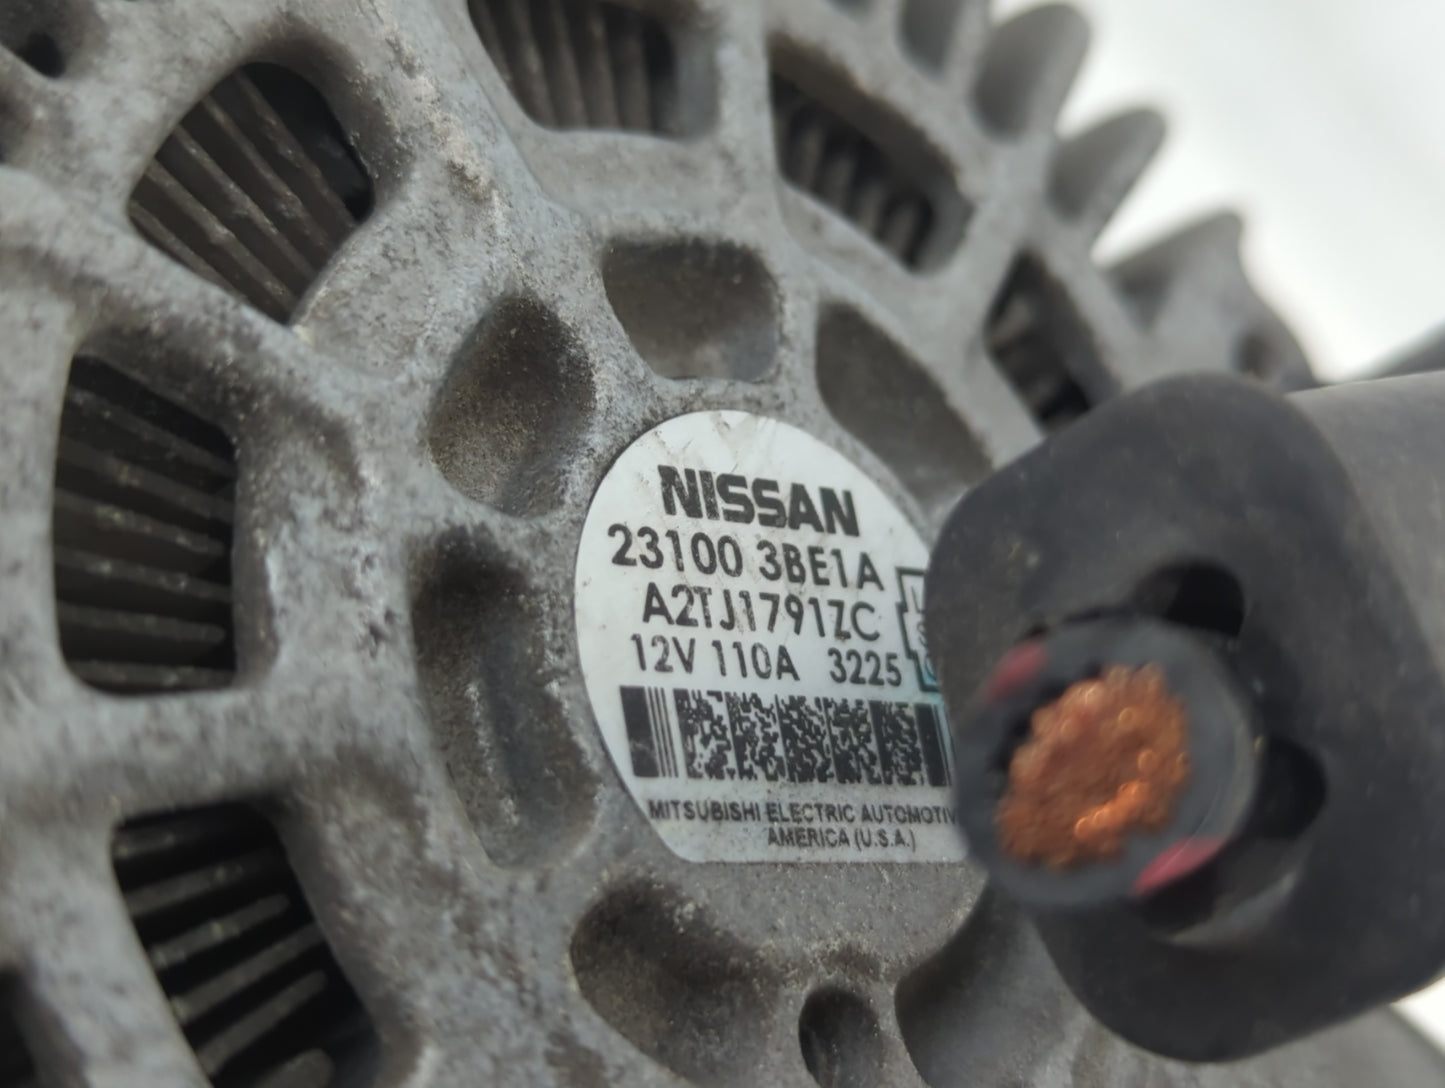 NISSAN
23100 3BE1A
A2TJ1791ZC
12V 110A 3225
MITSUBISHI ELECTRIC AUTOMOTIV
AMERICA (U.S.A.)